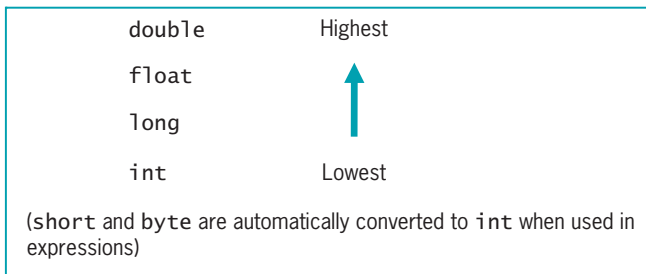 double Highest
float
long
int Lowest
(short and byte are automatically converted to int when used in
expressions)